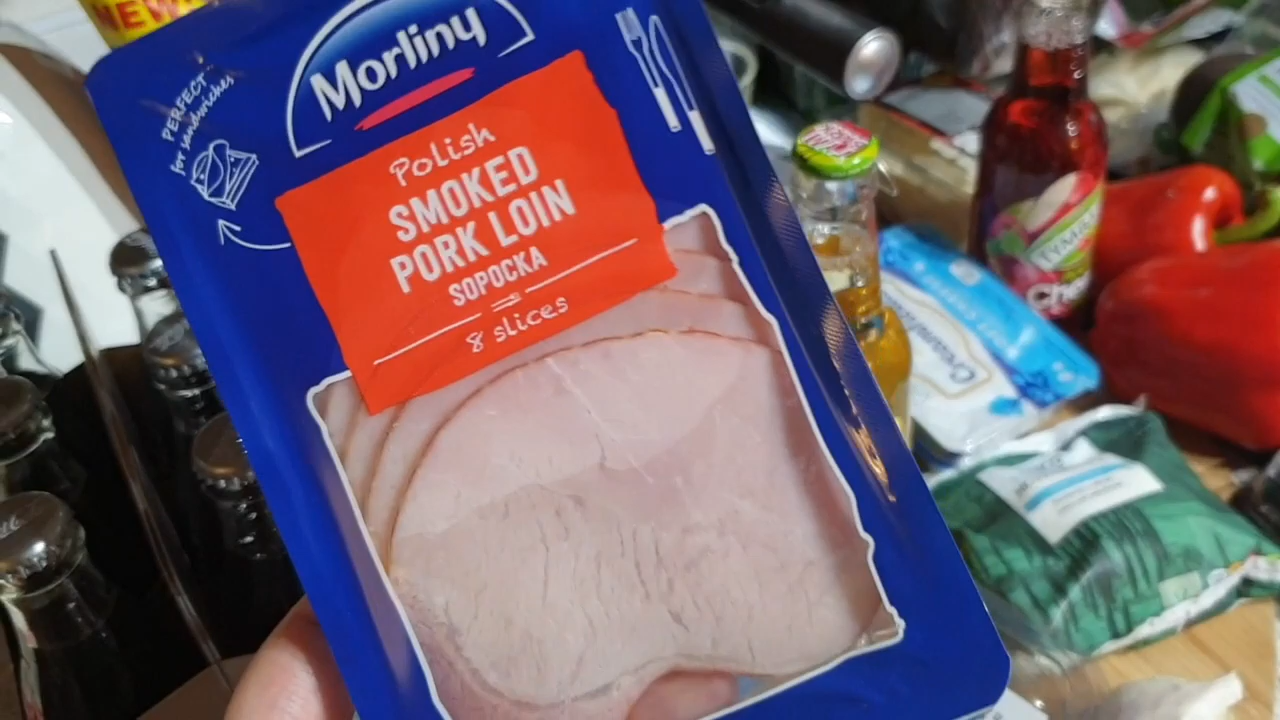 NEW
Morliny
PERFECT
for sandwiches
Polish
SMOKED
PORK LOIN
SOPOCKA
8 slices